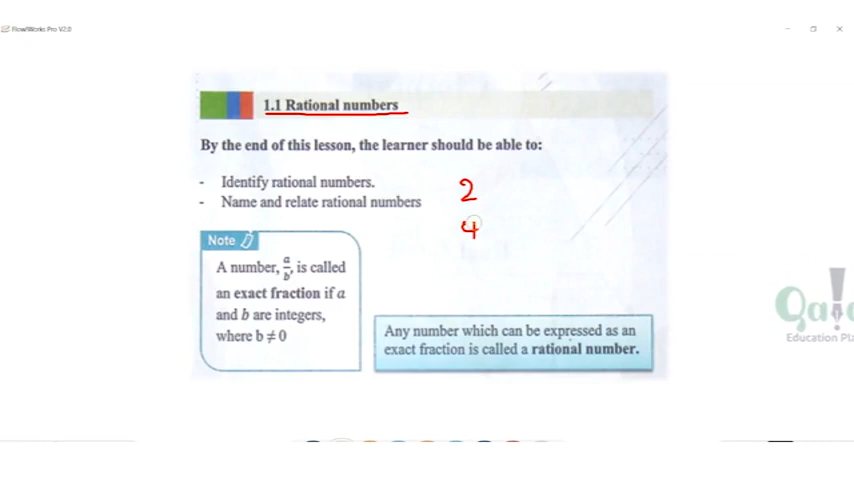 FlowWorks Pro V2.0
1.1 Rational numbers
By the end of this lesson, the learner should be able to:
- Identify rational numbers.
- Name and relate rational numbers
2
4
Note
A number, a/b, is called
an exact fraction if a
and b are integers,
where b ≠ 0
Any number which can be expressed as an
exact fraction is called a rational number.
Education Pla